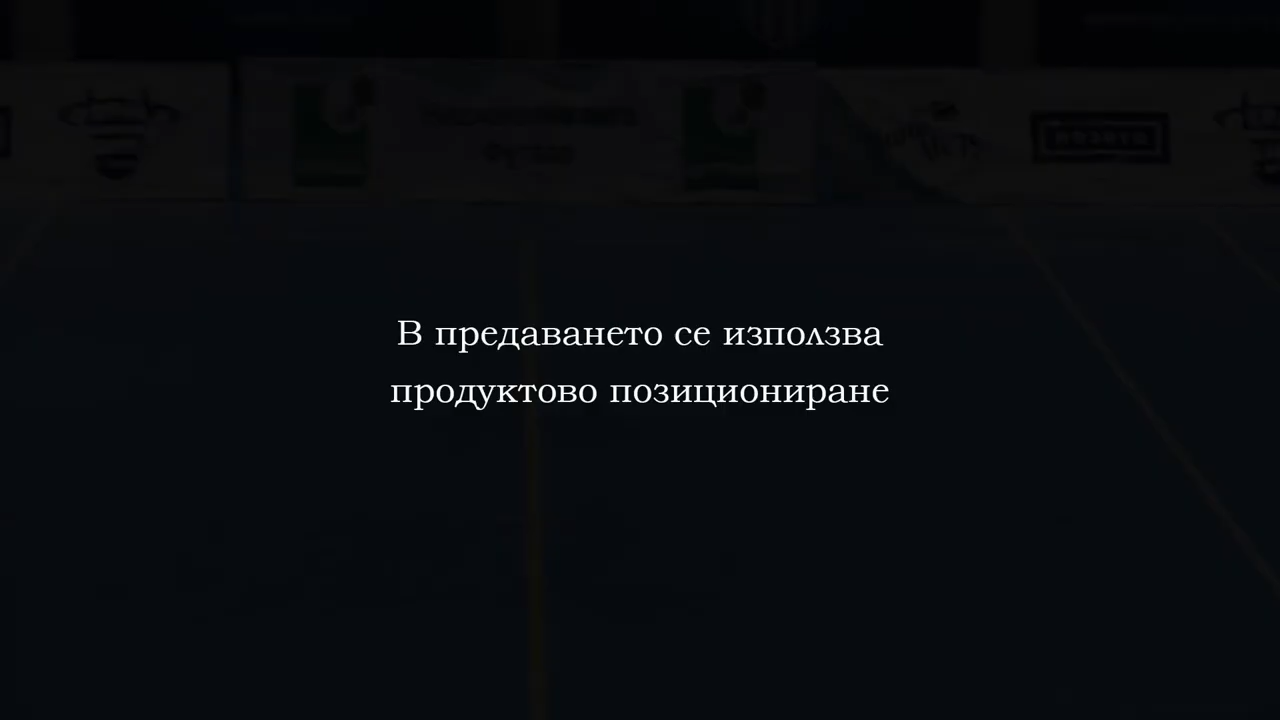 В предаването се използва
продуктово позициониране